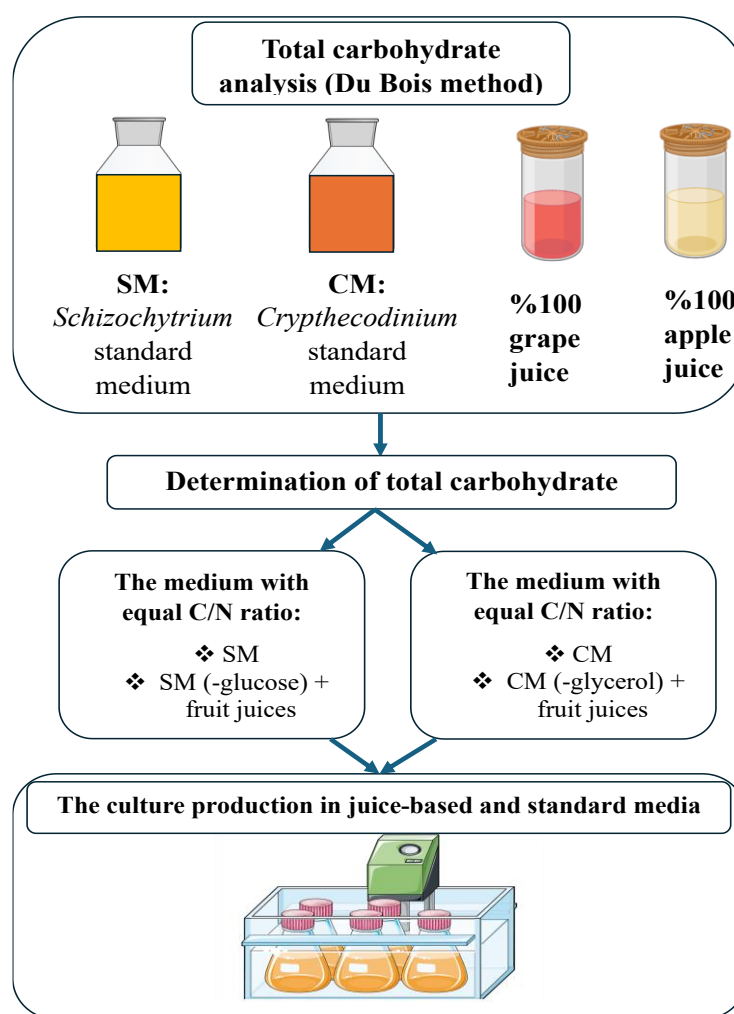 Total carbohydrate
analysis (Du Bois method)
SM:
Schizochytrium
standard
medium
CM:
Crypthecodinium
standard
medium
%100
grape
juice
%100
apple
juice
Determination of total carbohydrate
The medium with
equal C/N ratio:
❖ SM
❖ SM (-glucose) +
fruit juices
The medium with
equal C/N ratio:
❖ CM
❖ CM (-glycerol) +
fruit juices
The culture production in juice-based and standard media